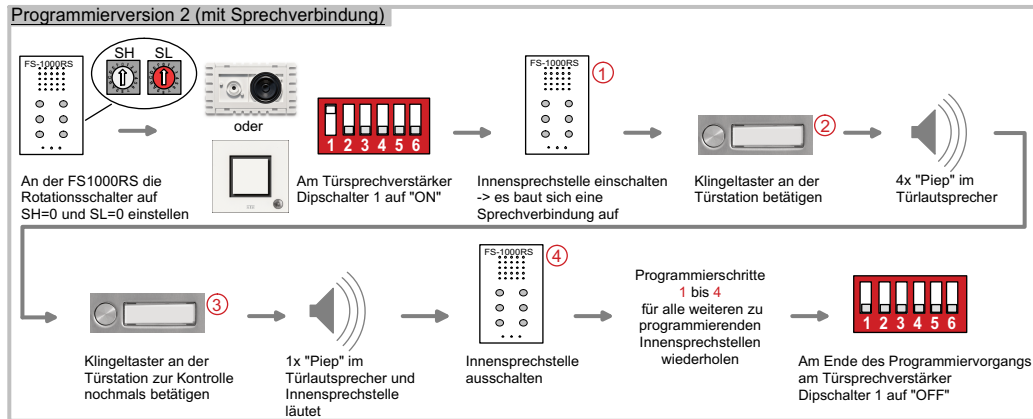 Programmierversion 2 (mit Sprechverbindung)
SH SL
FS-1000RS
An der FS1000RS die
Rotationsschalter auf
SH=0 und SL=0 einstellen
oder
1 2 3 4 5 6
Am Türsprechverstärker
Dipschalter 1 auf "ON"
FS-1000RS
1
Innensprechstelle einschalten
-> es baut sich eine
Sprechverbindung auf
2
Klingeltaster an der
Türstation betätigen
4x "Piep" im
Türlautsprecher
3
Klingeltaster an der
Türstation zur Kontrolle
nochmals betätigen
1x "Piep" im
Türlautsprecher und
Innensprechstelle
läutet
FS-1000RS
4
Innensprechstelle
ausschalten
Programmierschritte
1 bis 4
für alle weiteren zu
programmierenden
Innensprechstellen
wiederholen
1 2 3 4 5 6
Am Ende des Programmiervorgangs
am Türsprechverstärker
Dipschalter 1 auf "OFF"